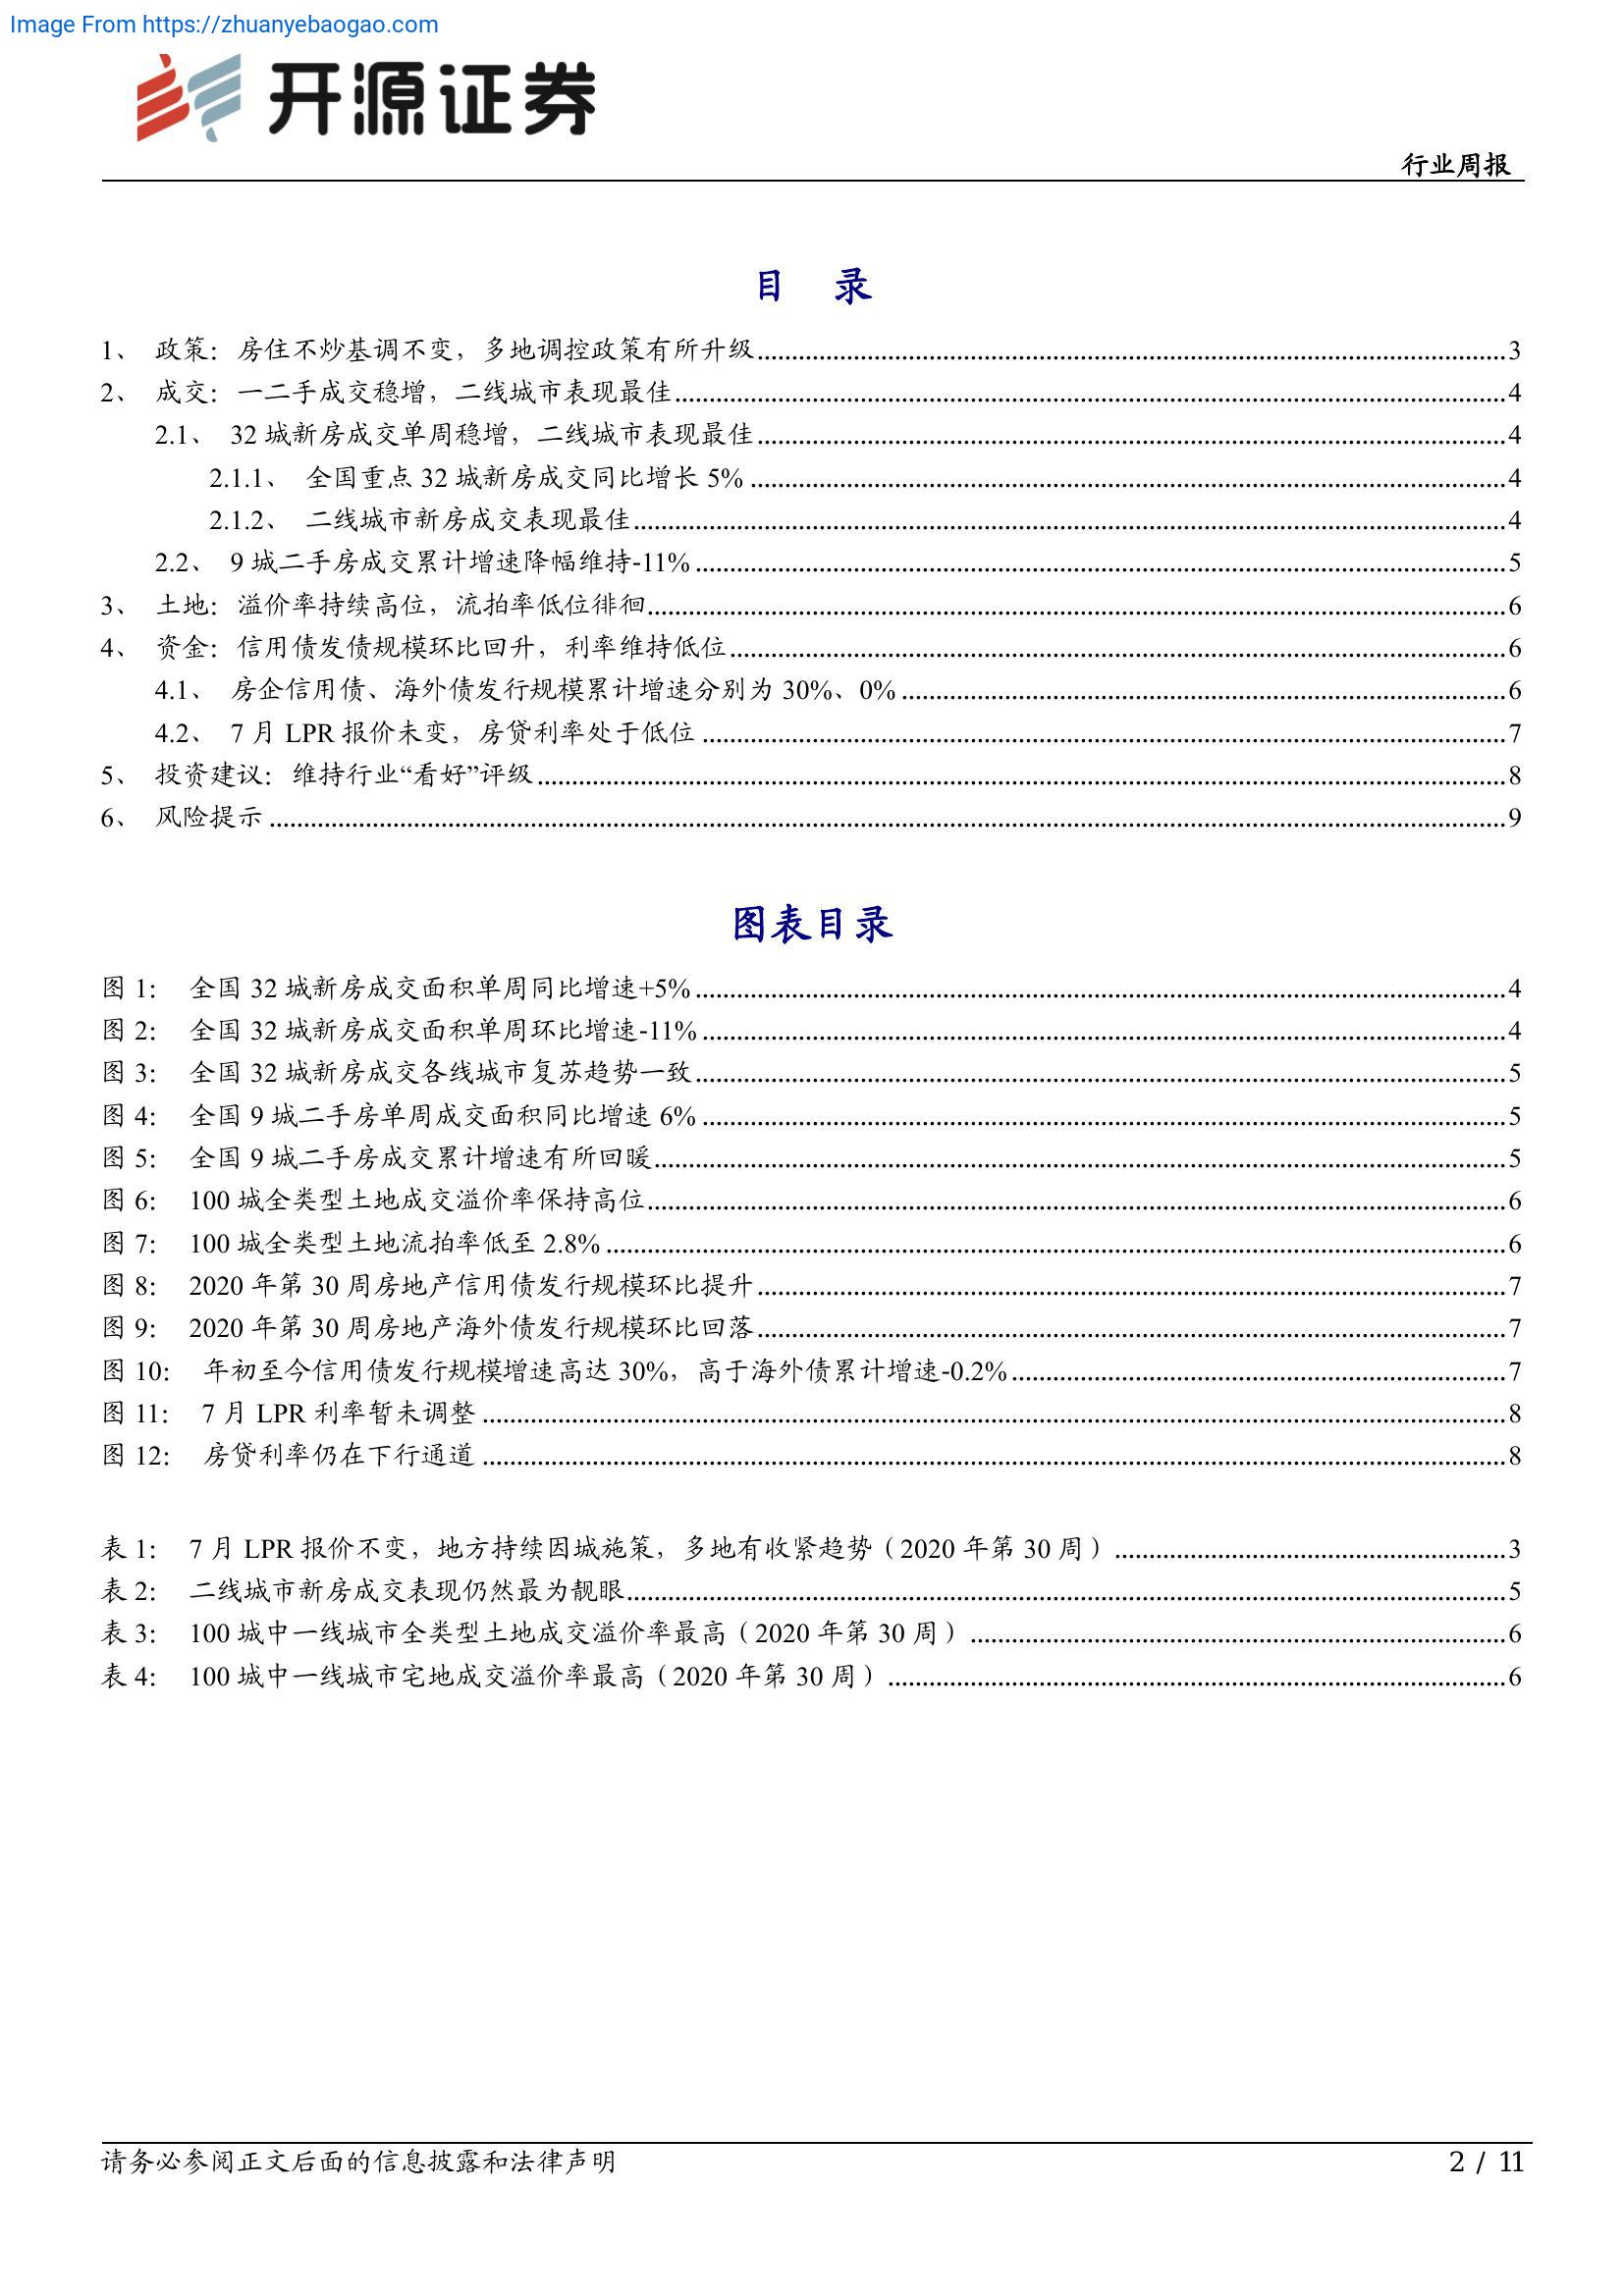 Image From https://zhuanyebaogao.com
开源证券
行业周报
目 录
1、 政策：房住不炒基调不变，多地调控政策有所升级 3
2、 成交：一二手成交稳增，二线城市表现最佳 4
2.1、 32 城新房成交单周稳增，二线城市表现最佳 4
2.1.1、 全国重点 32 城新房成交同比增长 5% 4
2.1.2、 二线城市新房成交表现最佳 4
2.2、 9 城二手房成交累计增速降幅维持-11% 5
3、 土地：溢价率持续高位，流拍率低位徘徊 6
4、 资金：信用债发债规模环比回升，利率维持低位 6
4.1、 房企信用债、海外债发行规模累计增速分别为 30%、0% 6
4.2、 7 月 LPR 报价未变，房贷利率处于低位 7
5、 投资建议：维持行业“看好”评级 8
6、 风险提示 9
图表目录
图 1： 全国 32 城新房成交面积单周同比增速+5% 4
图 2： 全国 32 城新房成交面积单周环比增速-11% 4
图 3： 全国 32 城新房成交各线城市复苏趋势一致 5
图 4： 全国 9 城二手房单周成交面积同比增速 6% 5
图 5： 全国 9 城二手房成交累计增速有所回暖 5
图 6： 100 城全类型土地成交溢价率保持高位 6
图 7： 100 城全类型土地流拍率低至 2.8% 6
图 8： 2020 年第 30 周房地产信用债发行规模环比提升 7
图 9： 2020 年第 30 周房地产海外债发行规模环比回落 7
图 10： 年初至今信用债发行规模增速高达 30%，高于海外债累计增速-0.2% 7
图 11： 7 月 LPR 利率暂未调整 8
图 12： 房贷利率仍在下行通道 8
表 1： 7 月 LPR 报价不变，地方持续因城施策，多地有收紧趋势（2020 年第 30 周） 3
表 2： 二线城市新房成交表现仍然最为靓眼 5
表 3： 100 城中一线城市全类型土地成交溢价率最高（2020 年第 30 周） 6
表 4： 100 城中一线城市宅地成交溢价率最高（2020 年第 30 周） 6
请务必参阅正文后面的信息披露和法律声明 2 / 11